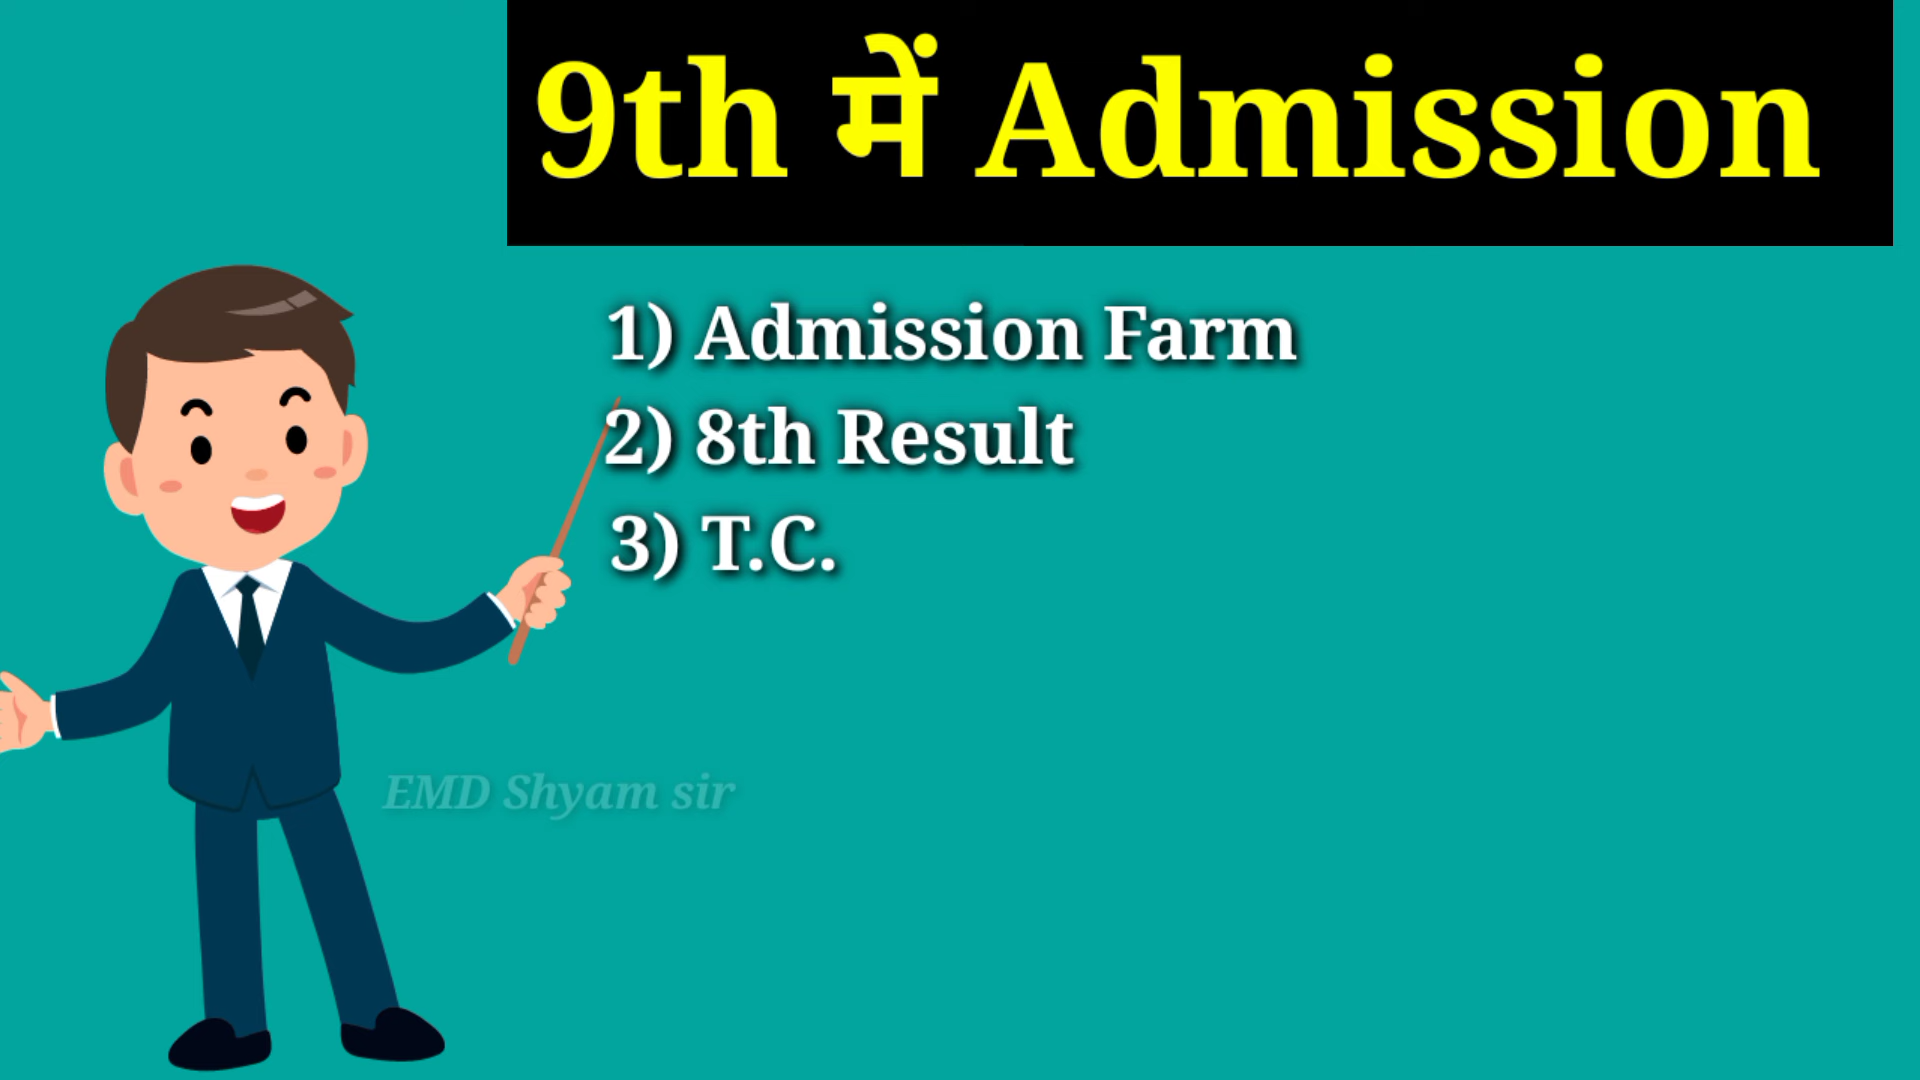 9th में Admission
1) Admission Farm
2) 8th Result
3) T.C.
EMD Shyam sir